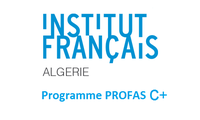 INSTITUT
FRANÇAIS
ALGERIE
Programme PROFAS C+